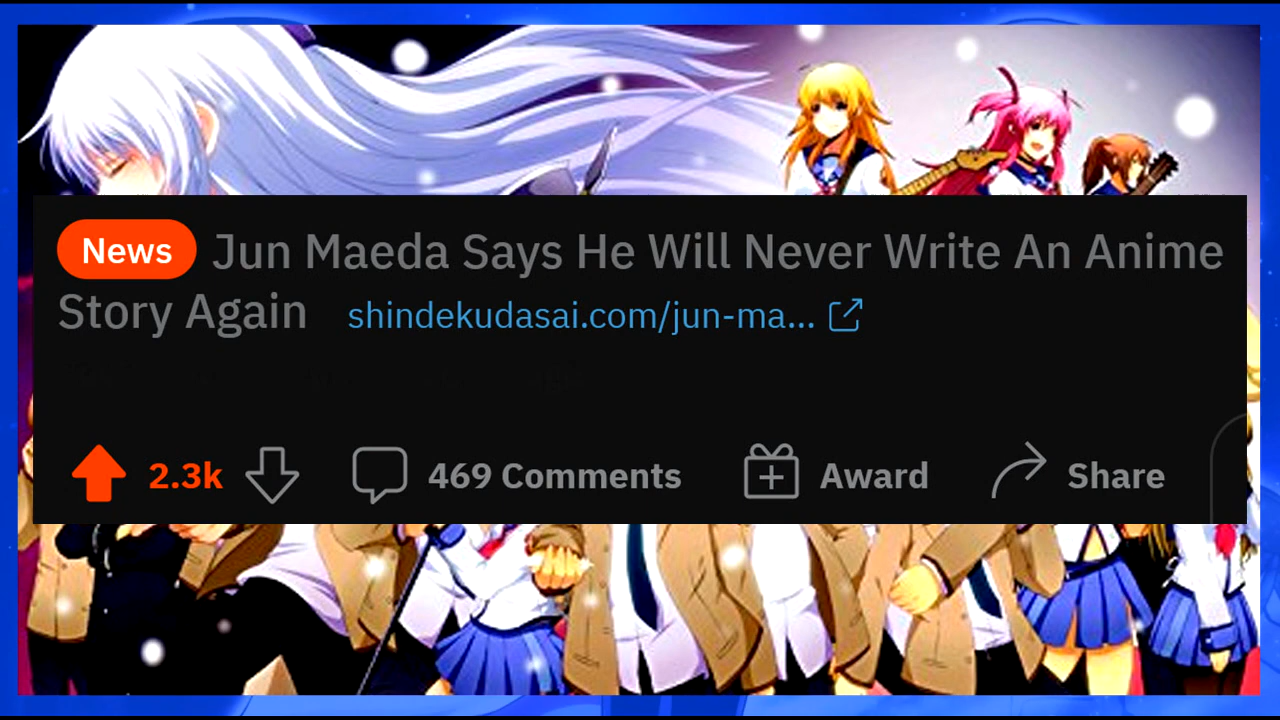 News Jun Maeda Says He Will Never Write An Anime
Story Again shindekudasai.com/jun-ma...
2.3k 469 Comments Award Share